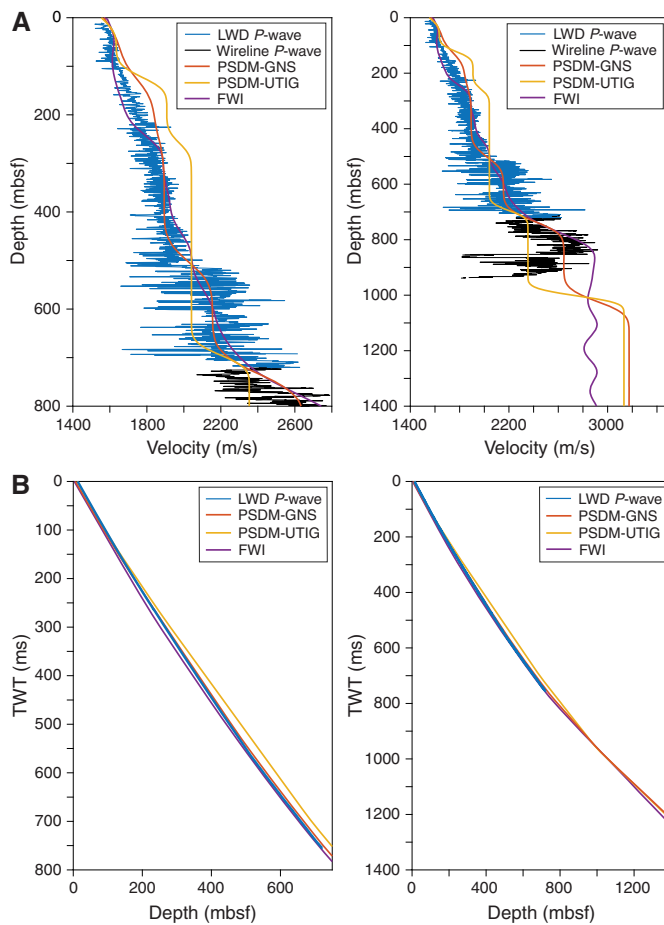 A
0
200
400
600
800
Depth (mbsf)
1400
1800
2200
2600
Velocity (m/s)
LWD P-wave
Wireline P-wave
PSDM-GNS
PSDM-UTIG
FWI
0
200
400
600
800
1000
1200
1400
Depth (mbsf)
1400
1800
2200
2600
3000
Velocity (m/s)
LWD P-wave
Wireline P-wave
PSDM-GNS
PSDM-UTIG
FWI
B
0
100
200
300
400
500
600
700
800
TWT (ms)
0
200
400
600
Depth (mbsf)
LWD P-wave
PSDM-GNS
PSDM-UTIG
FWI
0
200
400
600
800
1000
1200
1400
TWT (ms)
0
400
800
1200
Depth (mbsf)
LWD P-wave
PSDM-GNS
PSDM-UTIG
FWI